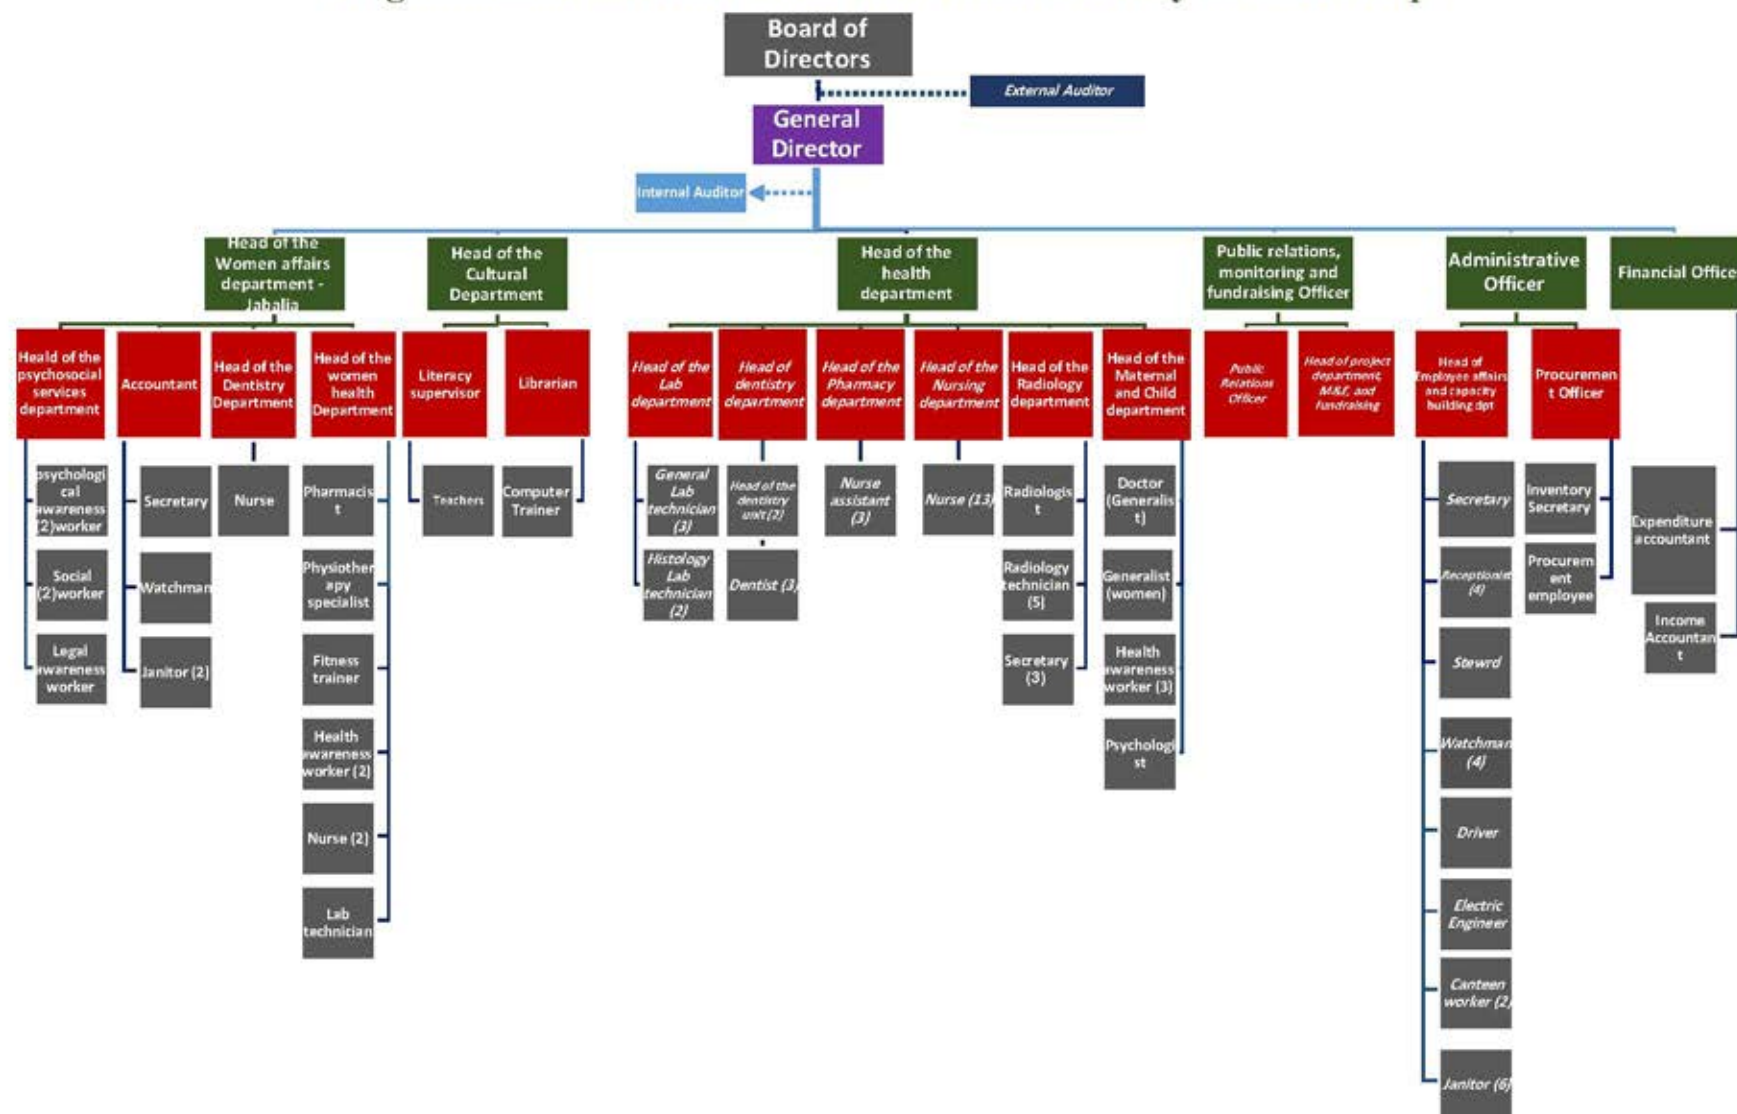 Board of
Directors
External Auditor
General
Director
Internal Auditor
Head of the
Women affairs
department -
Jabalia
Head of the
Cultural
Department
Head of the
health
department
Public relations,
monitoring and
fundraising Officer
Administrative
Officer
Financial Office
Heald of the
psychosocial
services
department
Accountant
Head of the
Dentistry
Department
Head of the
women
health
Department
Literacy
supervisor
Librarian
Head of the
Lab
department
Head of
dentistry
department
Head of the
Pharmacy
department
Head of the
Nursing
department
Head of the
Radiology
department
Head of the
Maternal
and Child
department
Public
Relations
Officer
Head of project
department,
M&E, and
fundraising
Head of
Employee affairs
and capacity
building dpt
Procuremen
t Officer
psychologi
cal
awareness
(2)worker
Social
(2)worker
Legal
awareness
worker
Secretary
Watchman
Janitor (2)
Nurse
Pharmacis
t
Physiother
apy
specialist
Fitness
trainer
Health
awareness
worker (2)
Nurse (2)
Lab
technician
Teachers
Computer
Trainer
General
Lab
technician
(3)
Histology
Lab
technician
(2)
Head of the
dentistry
unit (2)
Dentist (3)
Nurse
assistant
(3)
Nurse (13)
Radiologis
t
Radiology
technician
(5)
Secretary
(3)
Doctor
(Generalis
t)
Generalist
(women)
Health
awareness
worker (3)
Psychologi
st
Secretary
Receptionist
(4)
Stewrd
Watchman
(4)
Driver
Electric
Engineer
Canteen
worker (2)
Janitor (6)
Inventory
Secretary
Procurem
ent
employee
Expenditure
accountant
Income
Accountan
t